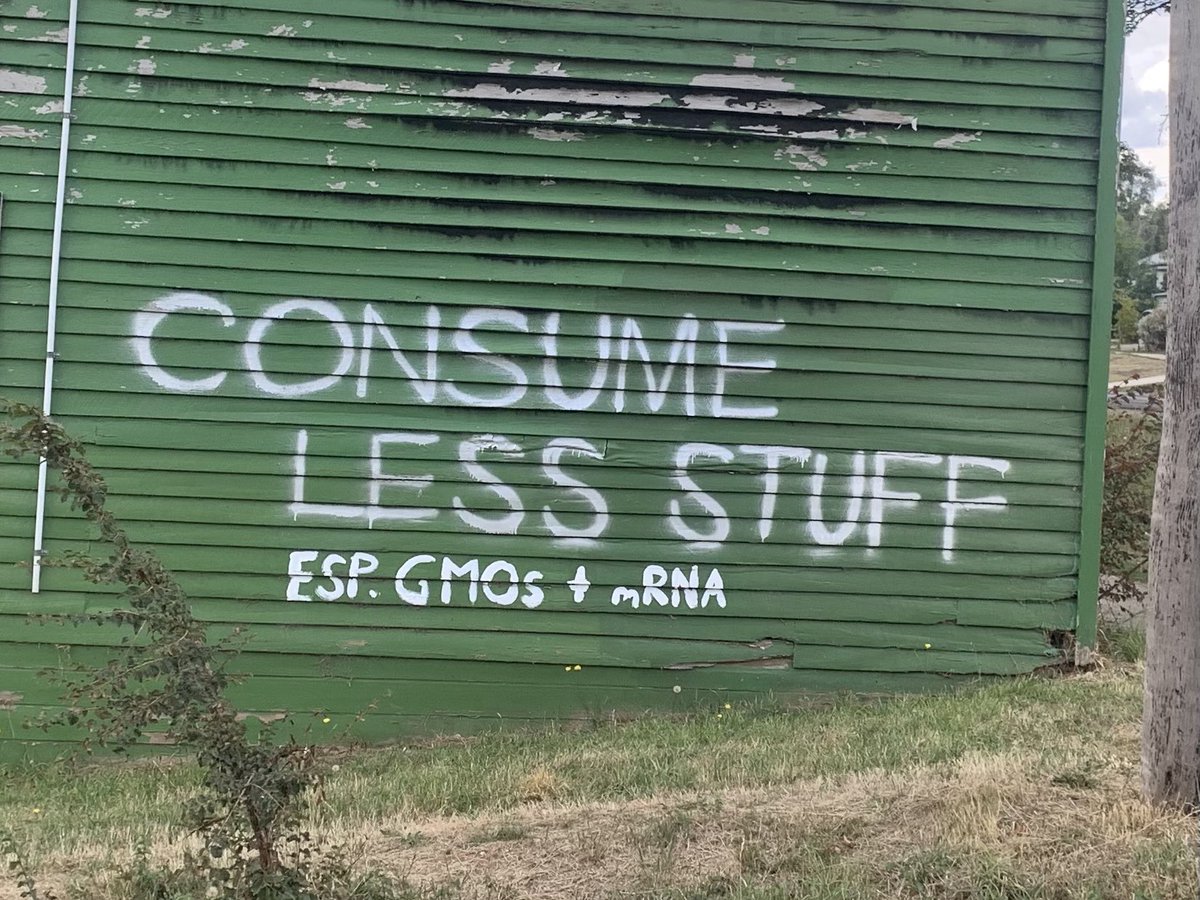 CONSUME
LESS STUFF
ESP. GMOs + mRNA